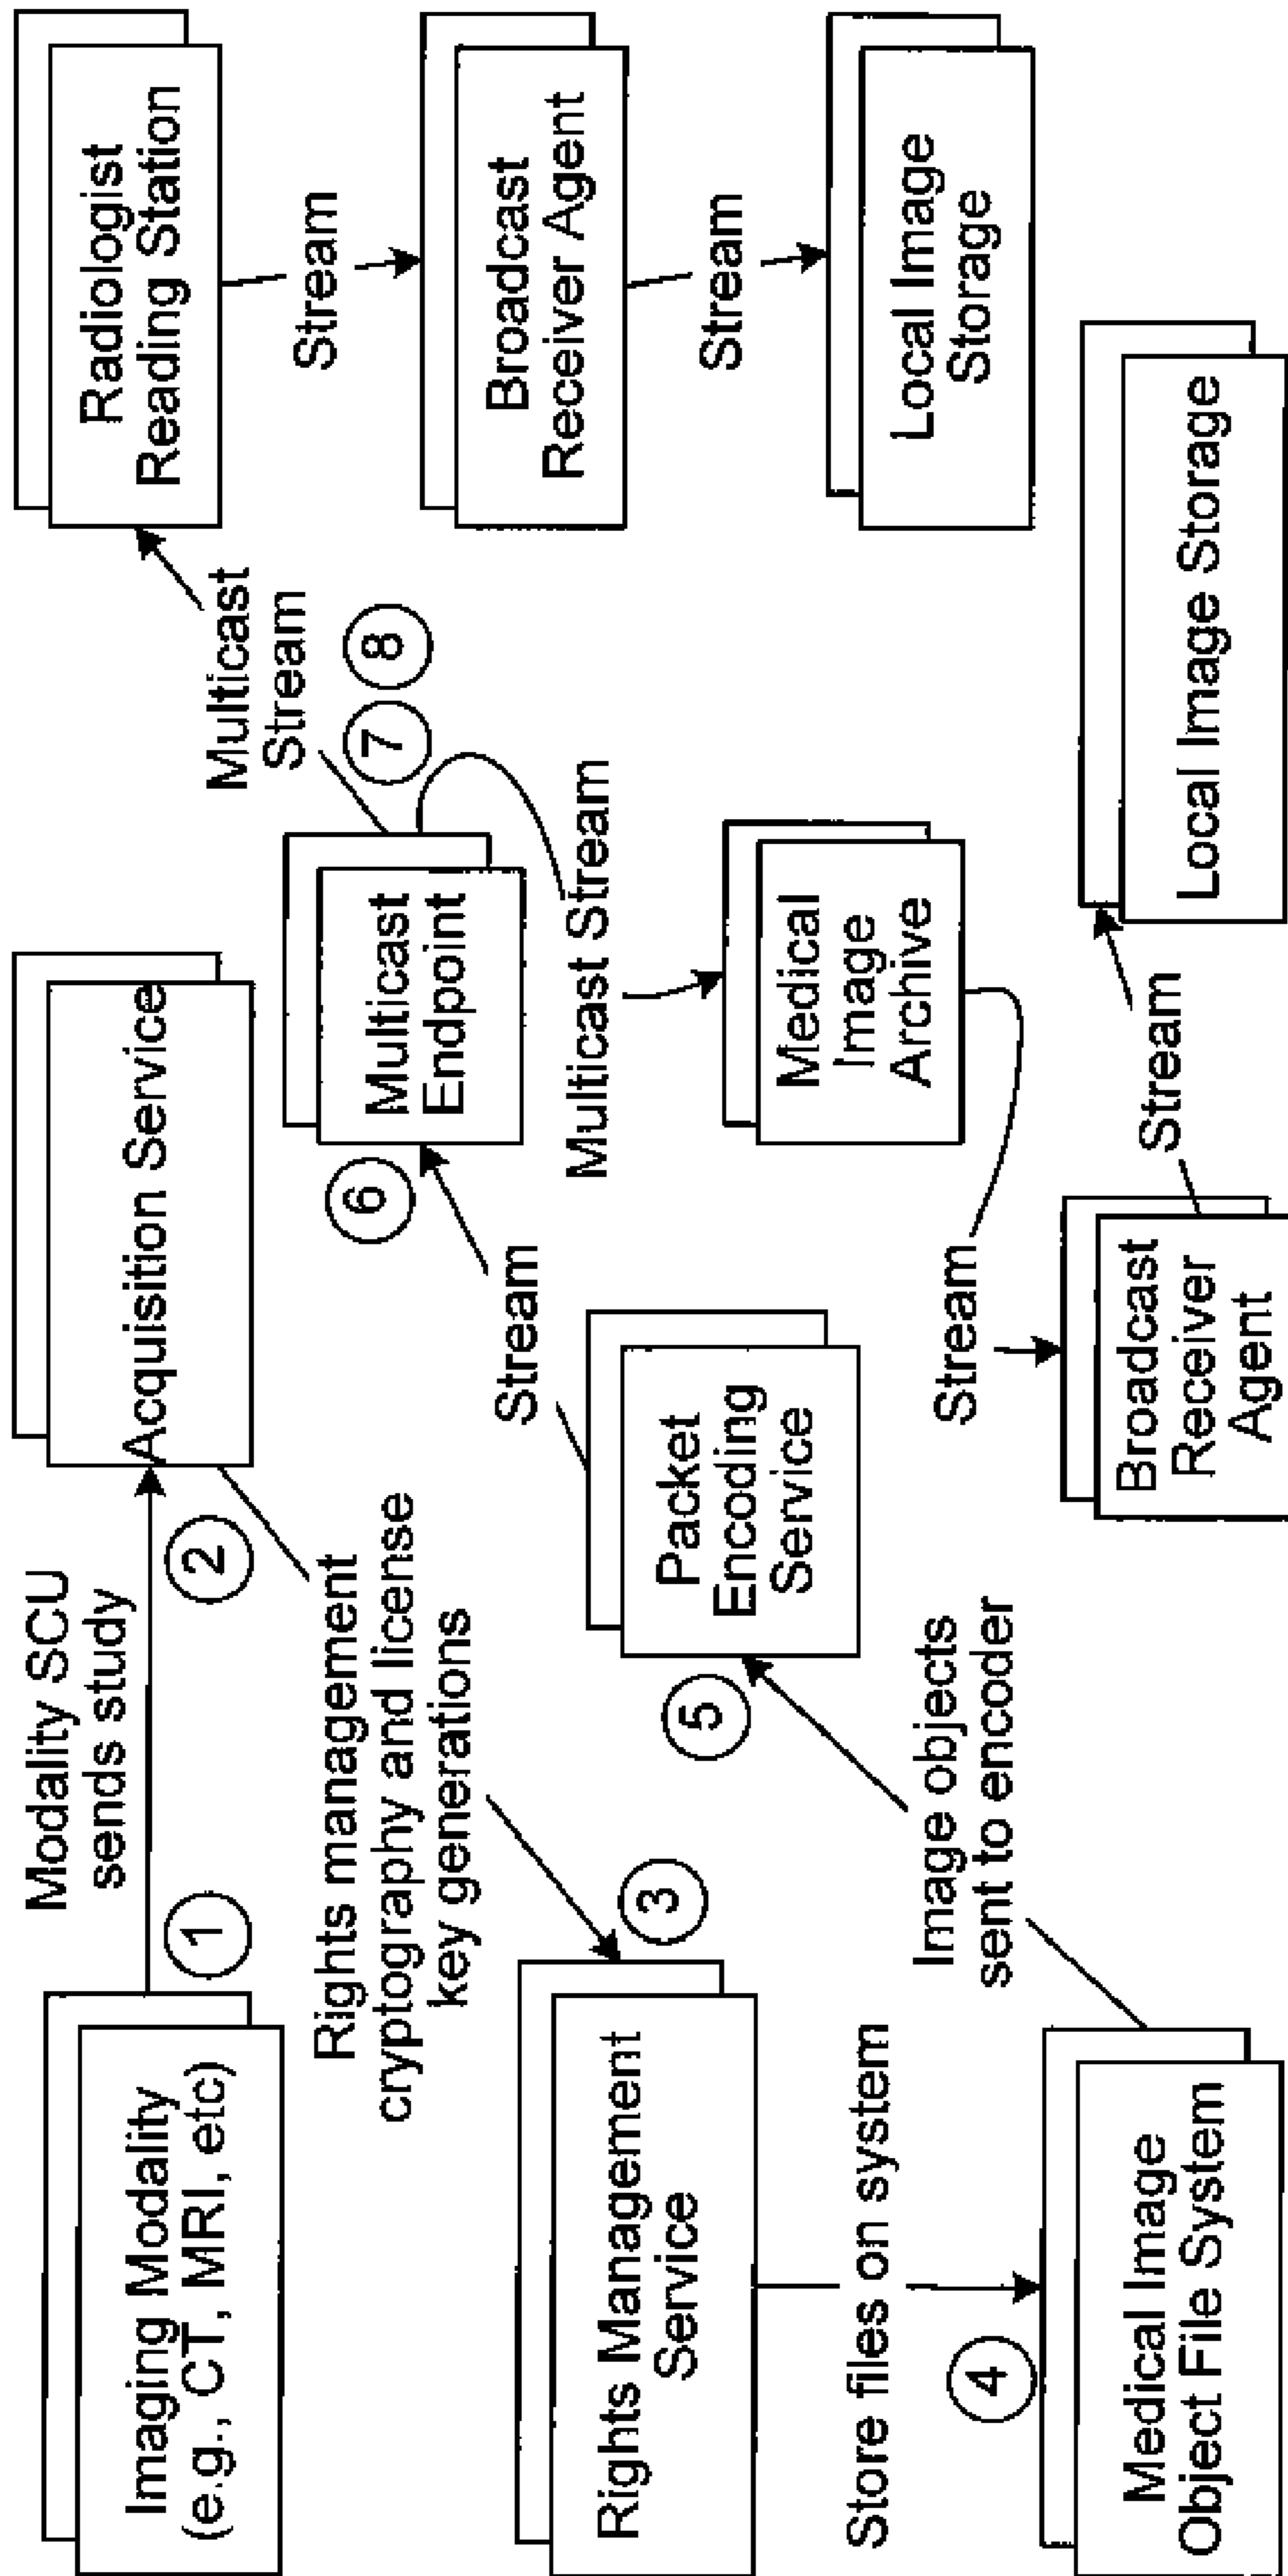 Imaging Modality
(e.g., CT, MRI, etc)
1
Modality SCU
sends study
2
Acquisition Service
Rights management
cryptography and license
key generations
3
Rights Management
Service
Store files on system
4
Medical Image
Object File System
Image objects
sent to encoder
5
Packet
Encoding
Service
Stream
6
Multicast
Endpoint
7
8
Multicast
Stream
Radiologist
Reading Station
Stream
Broadcast
Receiver Agent
Stream
Local Image
Storage
Multicast Stream
Medical
Image
Archive
Stream
Broadcast
Receiver
Agent
Stream
Local Image Storage